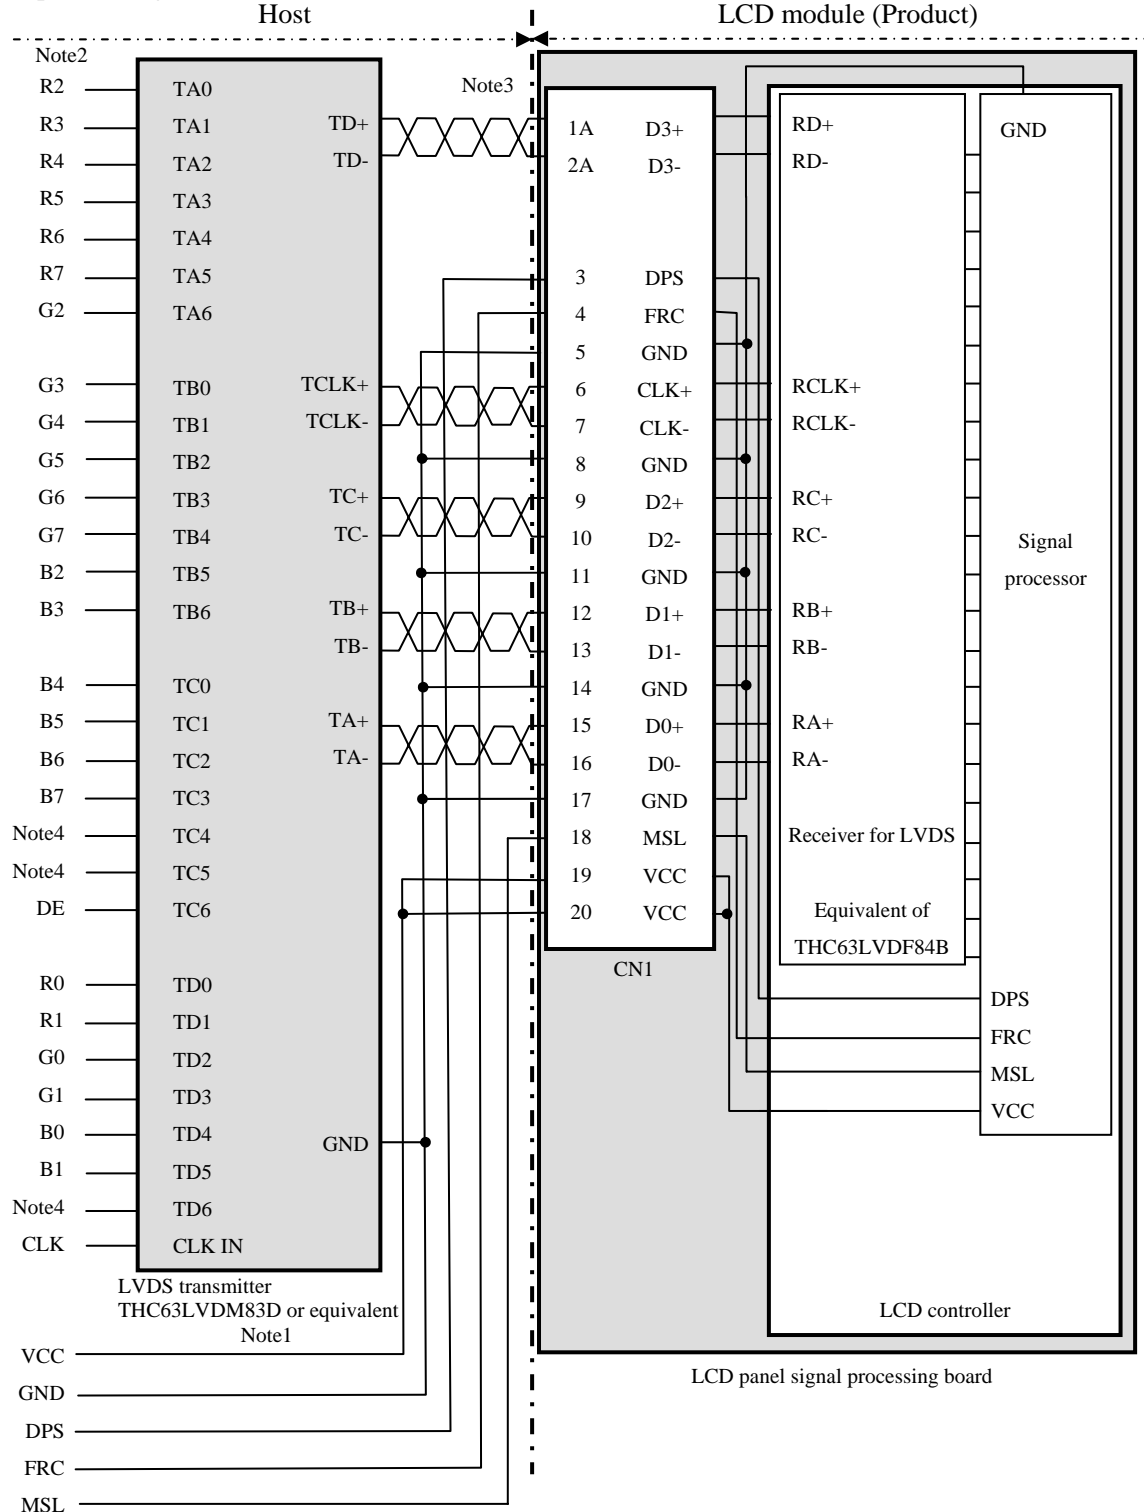 Host LCD module (Product)
Note2
R2 TA0 Note3
R3 TA1 TD+ 1A D3+ RD+ GND
R4 TA2 TD- 2A D3- RD-
R5 TA3
R6 TA4
R7 TA5 3 DPS
G2 TA6 4 FRC
5 GND
G3 TB0 TCLK+ 6 CLK+ RCLK+
G4 TB1 TCLK- 7 CLK- RCLK-
G5 TB2 8 GND
G6 TB3 TC+ 9 D2+ RC+
G7 TB4 TC- 10 D2- RC- Signal
B2 TB5 11 GND processor
B3 TB6 TB+ 12 D1+ RB+
TB- 13 D1- RB-
B4 TC0 14 GND
B5 TC1 TA+ 15 D0+ RA+
B6 TC2 TA- 16 D0- RA-
B7 TC3 17 GND
Note4 TC4 18 MSL Receiver for LVDS
Note4 TC5 19 VCC
DE TC6 20 VCC Equivalent of
THC63LVDF84B
CN1
R0 TD0 DPS
R1 TD1 FRC
G0 TD2
G1 TD3 MSL
B0 TD4 GND VCC
B1 TD5
Note4 TD6
CLK CLK IN
LVDS transmitter
THC63LVDM83D or equivalent LCD controller
Note1
VCC
LCD panel signal processing board
GND
DPS
FRC
MSL